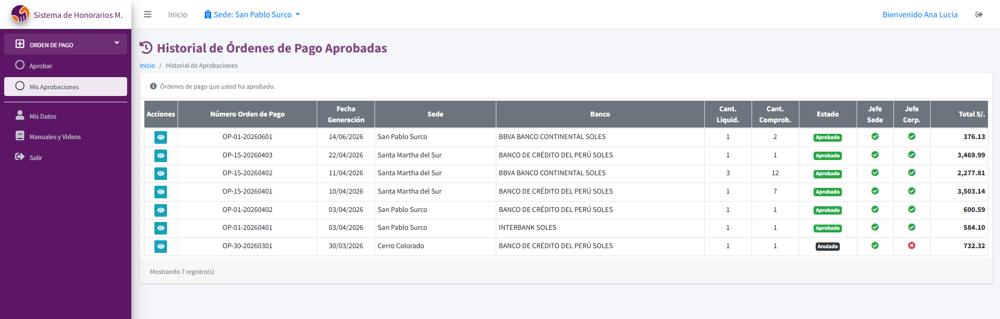 Sistema de Honorarios M.
Inicio
Sede: San Pablo Surco
Bienvenido Ana Lucia
ORDEN DE PAGO
Aprobar
Mis Aprobaciones
Mis Datos
Manuales y Videos
Salir
Historial de Órdenes de Pago Aprobadas
Inicio / Historial de Aprobaciones
Órdenes de pago que usted ha aprobado.
Acciones Número Orden de Pago Fecha Generación Sede Banco Cant. Liquid. Cant. Comprob. Estado Jefe Sede Jefe Corp. Total S/.
OP-01-20260601 14/06/2026 San Pablo Surco BBVA BANCO CONTINENTAL SOLES 1 2 Aprobado 376.13
OP-15-20260403 22/04/2026 Santa Martha del Sur BANCO DE CRÉDITO DEL PERÚ SOLES 1 1 Aprobado 3,469.99
OP-15-20260402 11/04/2026 Santa Martha del Sur BBVA BANCO CONTINENTAL SOLES 3 12 Aprobado 2,277.81
OP-15-20260401 10/04/2026 Santa Martha del Sur BANCO DE CRÉDITO DEL PERÚ SOLES 1 7 Aprobado 3,503.14
OP-01-20260402 03/04/2026 San Pablo Surco BANCO DE CRÉDITO DEL PERÚ SOLES 1 1 Aprobado 600.59
OP-01-20260401 03/04/2026 San Pablo Surco INTERBANK SOLES 1 1 Aprobado 584.10
OP-30-20260301 30/03/2026 Cerro Colorado BANCO DE CRÉDITO DEL PERÚ SOLES 1 1 Anulado 732.32
Mostrando 7 registro(s)